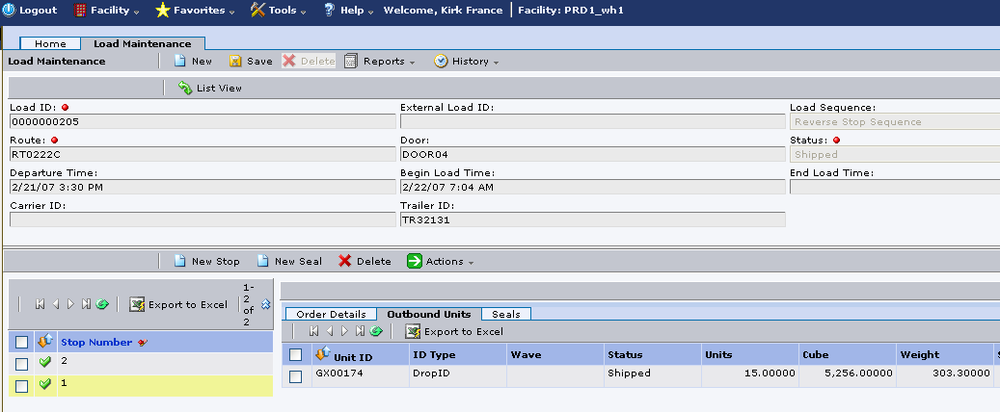 Logout Facility Favorites Tools Help Welcome, Kirk France Facility: PRD1_wh1
Home Load Maintenance
Load Maintenance New Save Delete Reports History
List View
Load ID: External Load ID: Load Sequence:
0000000205 Reverse Stop Sequence
Route: Door: Status:
RT0222C DOOR04 Shipped
Departure Time: Begin Load Time: End Load Time:
2/21/07 3:30 PM 2/22/07 7:04 AM
Carrier ID: Trailer ID:
TR32131
New Stop New Seal Delete Actions
Export to Excel 1-
2
of
2
Order Details Outbound Units Seals
Export to Excel
Stop Number
2
1
Unit ID ID Type Wave Status Units Cube Weight
GX00174 DropID Shipped 15.00000 5,256.00000 303.30000